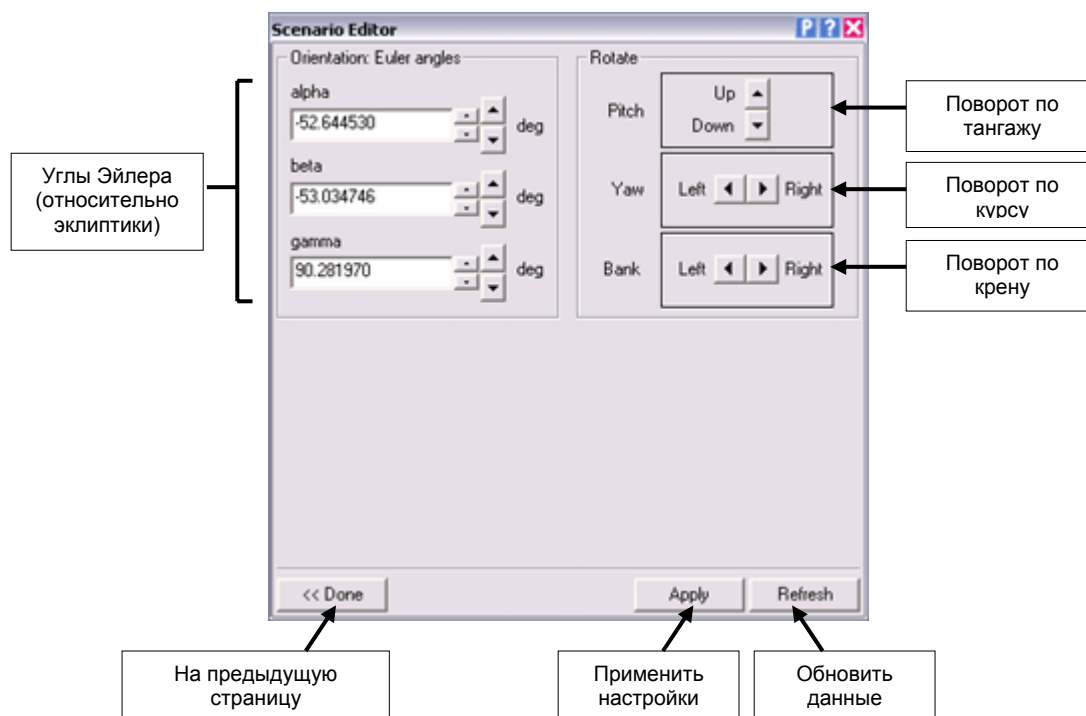 Scenario Editor
P ? X
Orientation: Euler angles
alpha
-52.644530
deg
beta
-53.034746
deg
gamma
90.281970
deg
Rotate
Pitch
Up
Down
Yaw
Left
Right
Bank
Left
Right
<< Done
Apply
Refresh
Углы Эйлера
(относительно
эклиптики)
Поворот по
тангажу
Поворот по
курсу
Поворот по
крену
На предыдущую
страницу
Применить
настройки
Обновить
данные